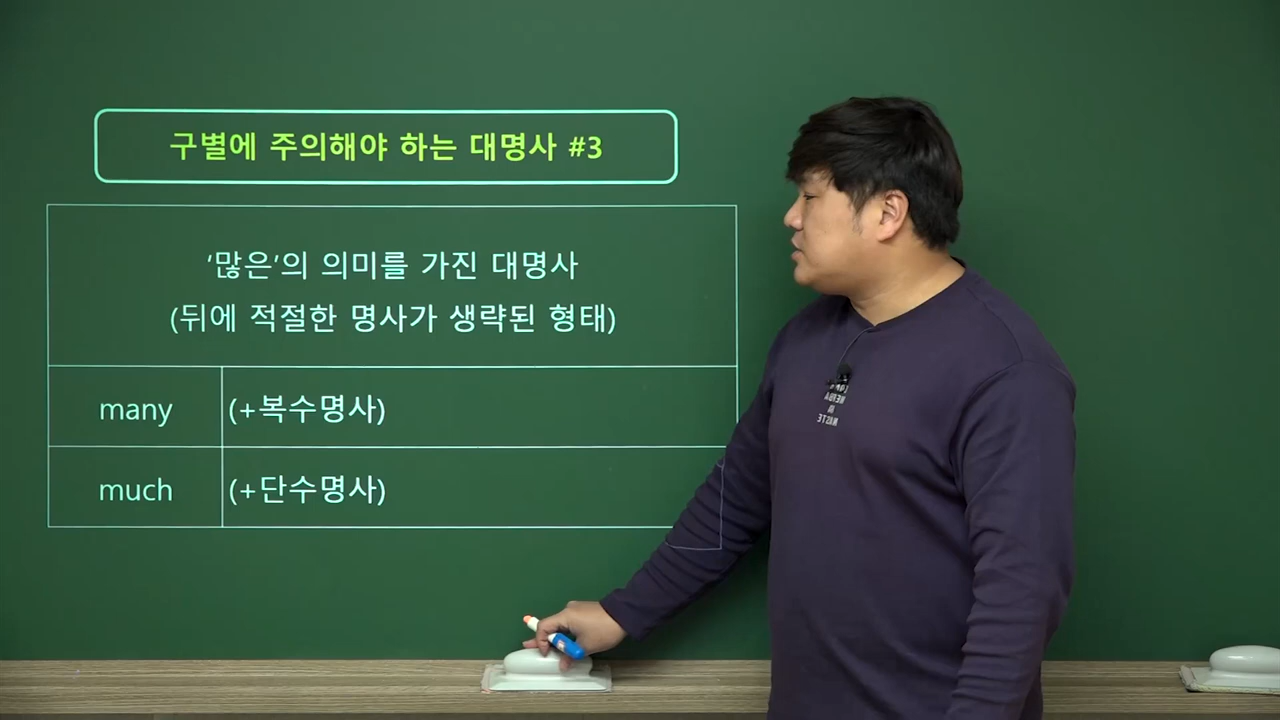 구별에 주의해야 하는 대명사 #3
‘많은’의 의미를 가진 대명사
(뒤에 적절한 명사가 생략된 형태)
many (+복수명사)
much (+단수명사)